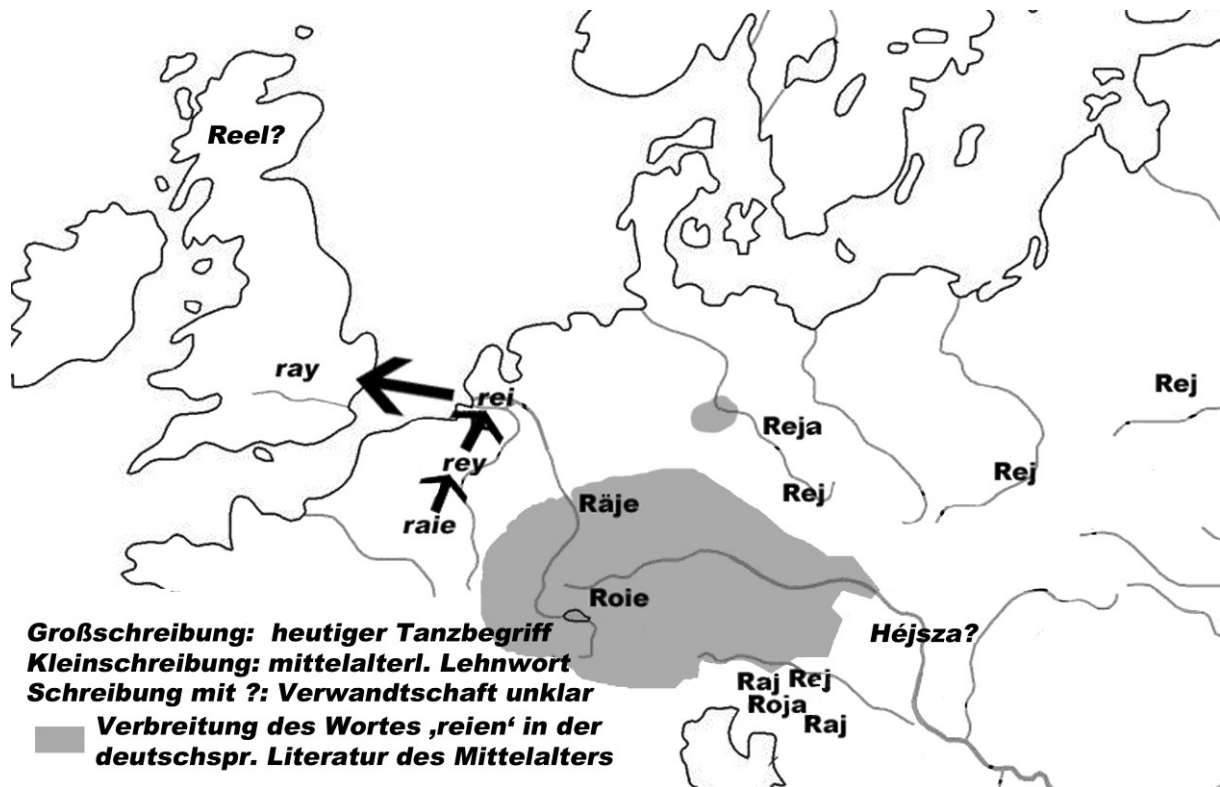 Reel?
ray
rei
rey
raie
Rej
Reja
Rej
Rej
Räje
Roie
Héjsza?
Raj Rej
Roja
Raj
Großschreibung: heutiger Tanzbegriff
Kleinschreibung: mittelalterl. Lehnwort
Schreibung mit ?: Verwandtschaft unklar
Verbreitung des Wortes ‚reien‘ in der
deutschspr. Literatur des Mittelalters